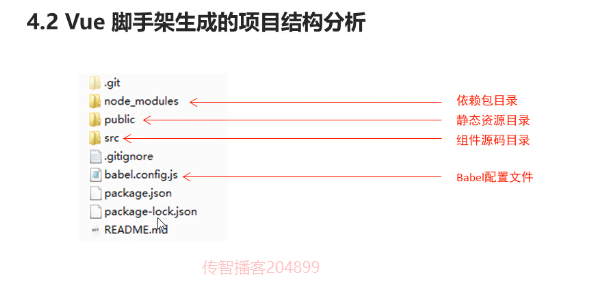 4.2 Vue 脚手架生成的项目结构分析
.git
node_modules 依赖包目录
public 静态资源目录
src 组件源码目录
.gitignore
babel.config.js Babel配置文件
package.json
package-lock.json
README.md
传智播客204899